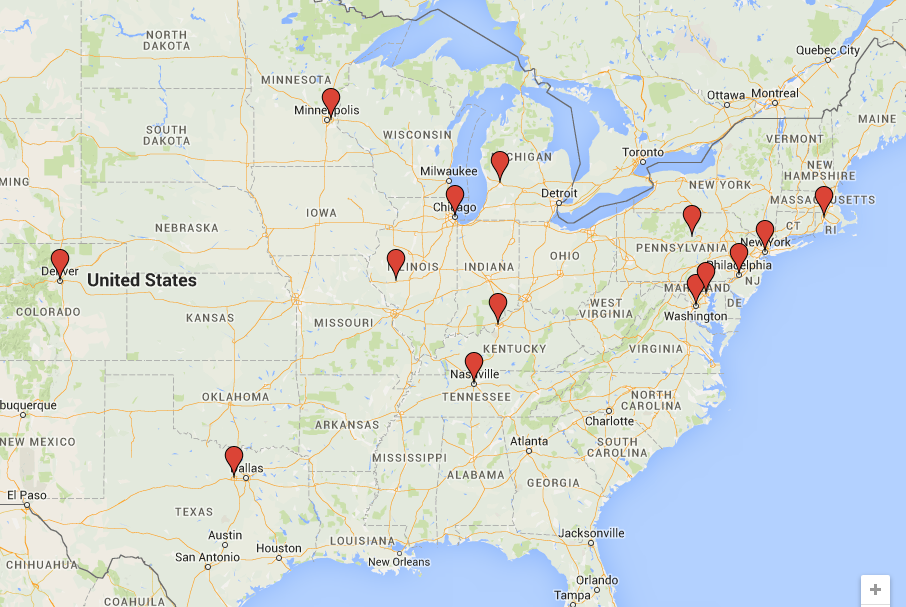 Quebec City
NORTH
DAKOTA
MINNESOTA
Ottawa
Montreal
Minneapolis
MAINE
SOUTH
DAKOTA
WISCONSIN
VERMONT
MICHIGAN
Toronto
NEW
HAMPSHIRE
MING
Milwaukee
Detroit
NEW YORK
MASSACHUSETTS
Chicago
IOWA
CT
RI
NEBRASKA
PENNSYLVANIA
New York
OHIO
Denver
United States
ILLINOIS
INDIANA
Philadelphia
NJ
MARYLAND
COLORADO
WEST
VIRGINIA
DE
KANSAS
MISSOURI
Washington
KENTUCKY
VIRGINIA
Nashville
OKLAHOMA
TENNESSEE
NORTH
CAROLINA
buquerque
ARKANSAS
Charlotte
NEW MEXICO
Atlanta
SOUTH
CAROLINA
MISSISSIPPI
Dallas
ALABAMA
GEORGIA
El Paso
TEXAS
Austin
LOUISIANA
Jacksonville
San Antonio
Houston
New Orleans
CHIHUAHUA
Orlando
Tampa
COAHUILA
+